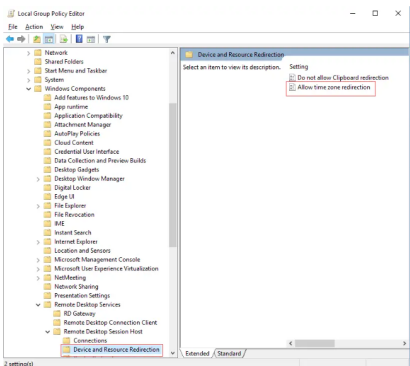 Local Group Policy Editor
File Action View Help
Network
Shared Folders
Start Menu and Taskbar
System
Windows Components
Add features to Windows 10
App runtime
Application Compatibility
Attachment Manager
AutoPlay Policies
Cloud Content
Credential User Interface
Data Collection and Preview Builds
Desktop Gadgets
Desktop Window Manager
Digital Locker
Edge UI
File Explorer
File Revocation
IME
Instant Search
Internet Explorer
Location and Sensors
Microsoft Management Console
Microsoft User Experience Virtualization
NetMeeting
Network Sharing
Presentation Settings
Remote Desktop Services
RD Gateway
Remote Desktop Connection Client
Remote Desktop Session Host
Connections
Device and Resource Redirection
Device and Resource Redirection
Select an item to view its description.
Setting
Do not allow Clipboard redirection
Allow time zone redirection
Extended Standard
2 setting(s)